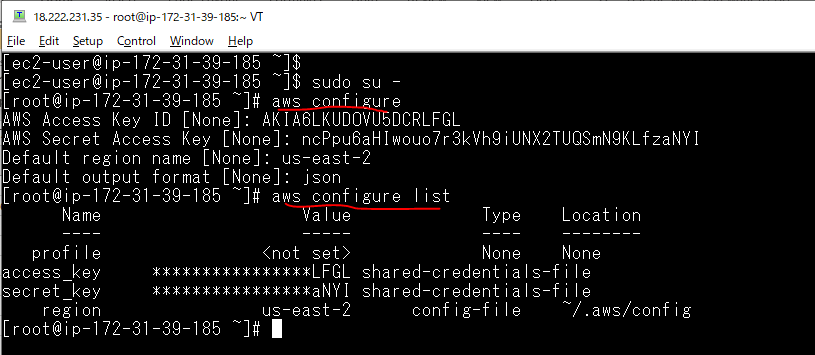 18.222.231.35 - root@ip-172-31-39-185:~ VT
File Edit Setup Control Window Help
[ec2-user@ip-172-31-39-185 ~]$
[ec2-user@ip-172-31-39-185 ~]$ sudo su -
[root@ip-172-31-39-185 ~]# aws configure
AWS Access Key ID [None]: AKIA6LKUDOVU5DCRLFGL
AWS Secret Access Key [None]: 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
Default region name [None]: us-east-2
Default output format [None]: json
[root@ip-172-31-39-185 ~]# aws configure list
Name Value Type Location
---- ----- ---- --------
profile <not set> None None
access_key ****************LFGL shared-credentials-file
secret_key ****************aNYI shared-credentials-file
region us-east-2 config-file ~/.aws/config
[root@ip-172-31-39-185 ~]#